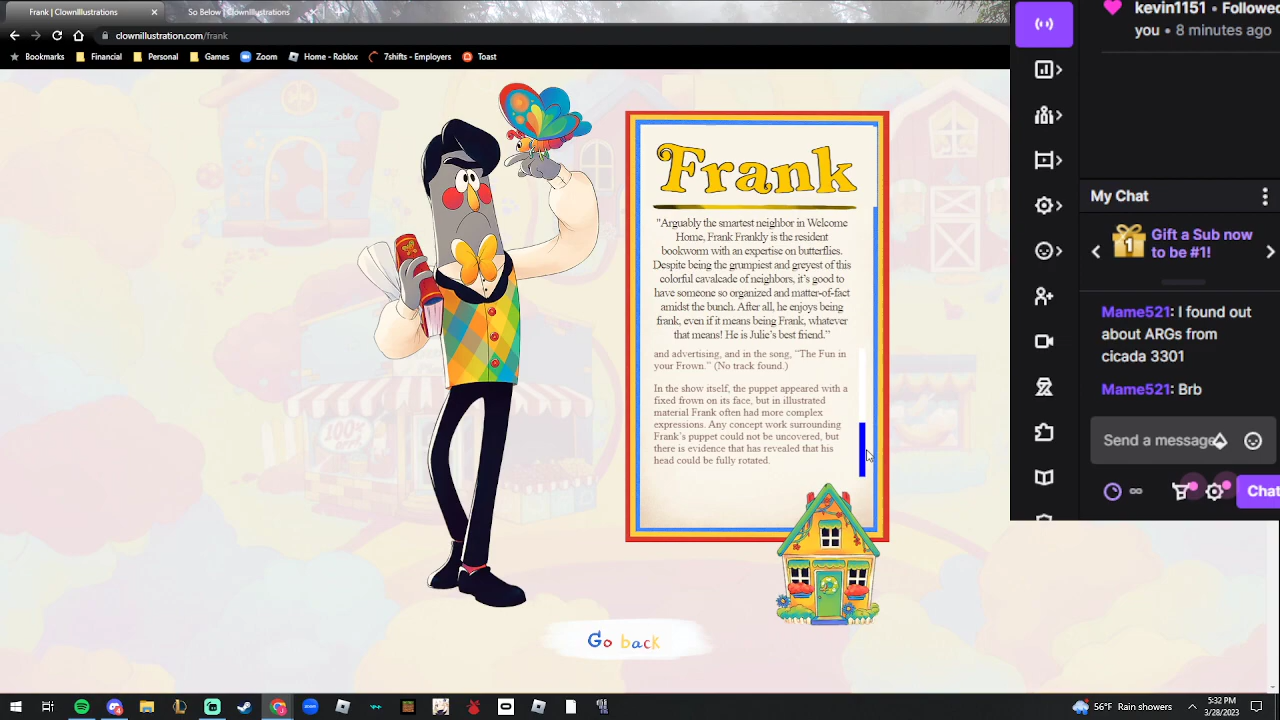 Frank | ClownIllustrations
So Below | ClownIllustrations
clownillustration.com/frank
Bookmarks Financial Personal Games Zoom Home - Roblox 7shifts - Employers Toast
Frank
"Arguably the smartest neighbor in Welcome
Home, Frank Frankly is the resident
bookworm with an expertise on butterflies.
Despite being the grumpiest and greyest of this
colorful cavalcade of neighbors, it's good to
have someone so organized and matter-of-fact
amidst the bunch. After all, he enjoys being
frank, even if it means being Frank, whatever
that means! He is Julie's best friend."
and advertising, and in the song, "The Fun in
your Frown." (No track found.)
In the show itself, the puppet appeared with a
fixed frown on its face, but in illustrated
material Frank often had more complex
expressions. Any concept work surrounding
Frank's puppet could not be uncovered, but
there is evidence that has revealed that his
head could be fully rotated.
Go back
kevin1151 • Followed
you • 8 minutes ago
My Chat
1
Gift a Sub now
to be #1!
Mame521: I found out
about ARGs from
cicada 3301
Mame521: Brb
Send a message
Chat
56°F Rain showers
5:32 PM
3/28/2023